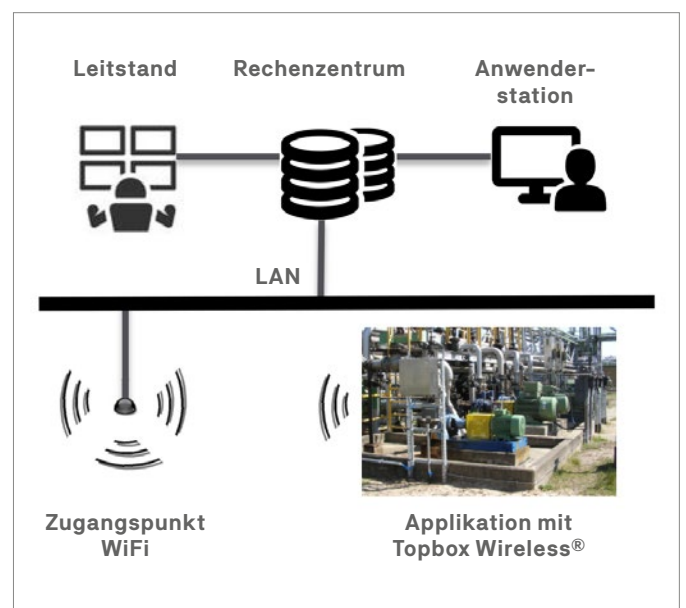 Leitstand
Rechenzentrum
Anwender-
station
LAN
Zugangspunkt
WiFi
Applikation mit
Topbox Wireless®